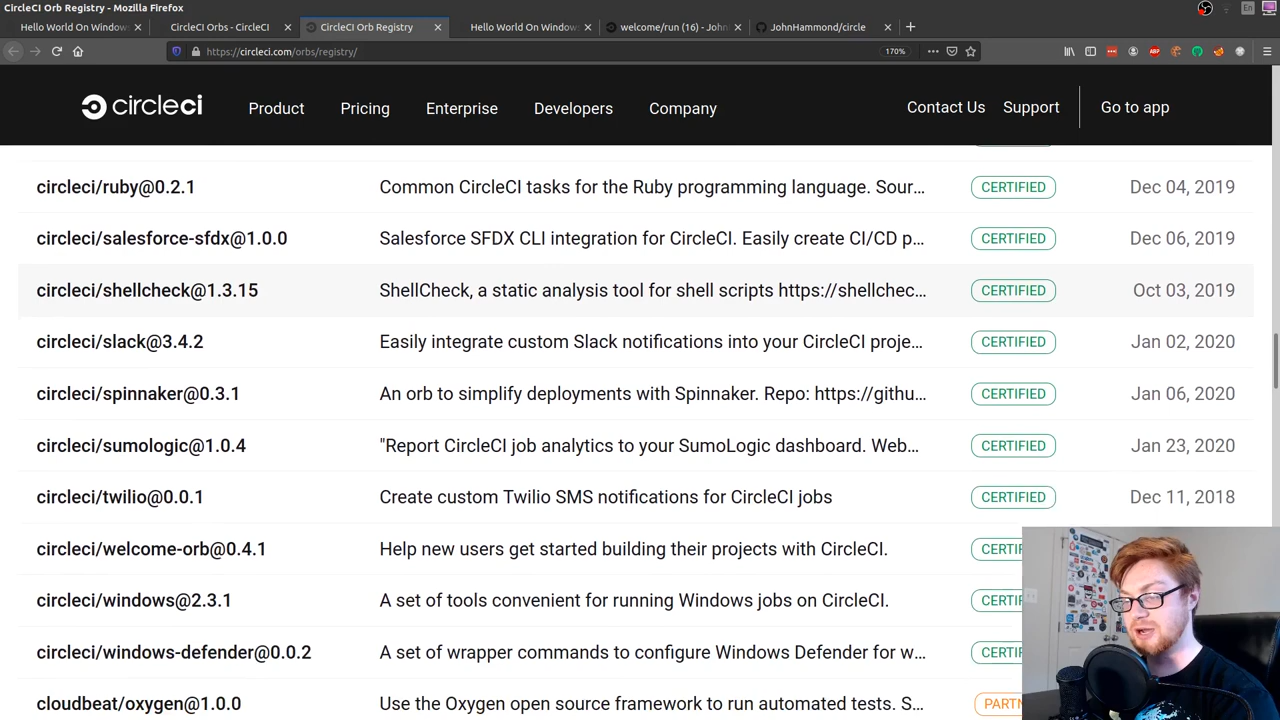 CircleCI Orb Registry - Mozilla Firefox
En
Hello World On Window
CircleCI Orbs - CircleCI
CircleCI Orb Registry
Hello World On Window
welcome/run (16) - John
JohnHammond/circle
https://circleci.com/orbs/registry/
170%
ABP
circleci
Product
Pricing
Enterprise
Developers
Company
Contact Us
Support
Go to app
circleci/ruby@0.2.1 Common CircleCI tasks for the Ruby programming language. Sour... CERTIFIED Dec 04, 2019
circleci/salesforce-sfdx@1.0.0 Salesforce SFDX CLI integration for CircleCI. Easily create CI/CD p... CERTIFIED Dec 06, 2019
circleci/shellcheck@1.3.15 ShellCheck, a static analysis tool for shell scripts https://shellchec... CERTIFIED Oct 03, 2019
circleci/slack@3.4.2 Easily integrate custom Slack notifications into your CircleCI proje... CERTIFIED Jan 02, 2020
circleci/spinnaker@0.3.1 An orb to simplify deployments with Spinnaker. Repo: https://githu... CERTIFIED Jan 06, 2020
circleci/sumologic@1.0.4 "Report CircleCI job analytics to your SumoLogic dashboard. Web... CERTIFIED Jan 23, 2020
circleci/twilio@0.0.1 Create custom Twilio SMS notifications for CircleCI jobs CERTIFIED Dec 11, 2018
circleci/welcome-orb@0.4.1 Help new users get started building their projects with CircleCI. CERTIF
circleci/windows@2.3.1 A set of tools convenient for running Windows jobs on CircleCI. CERTIF
circleci/windows-defender@0.0.2 A set of wrapper commands to configure Windows Defender for w... CERTIF
cloudbeat/oxygen@1.0.0 Use the Oxygen open source framework to run automated tests. S... PARTN